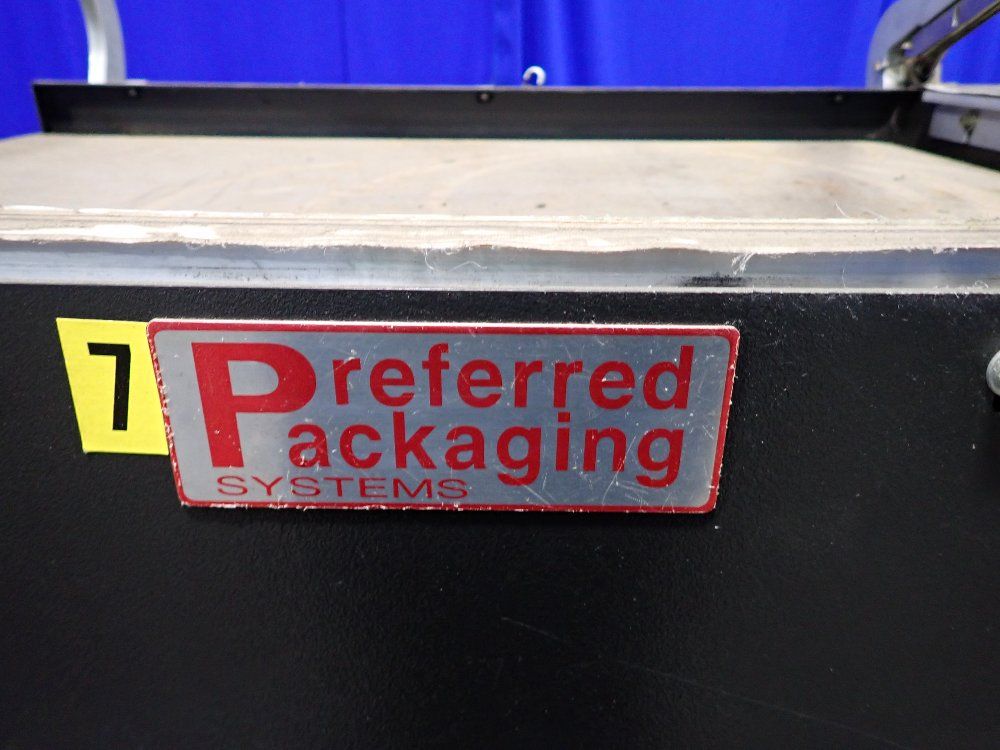 7
Preferred
Packaging
SYSTEMS